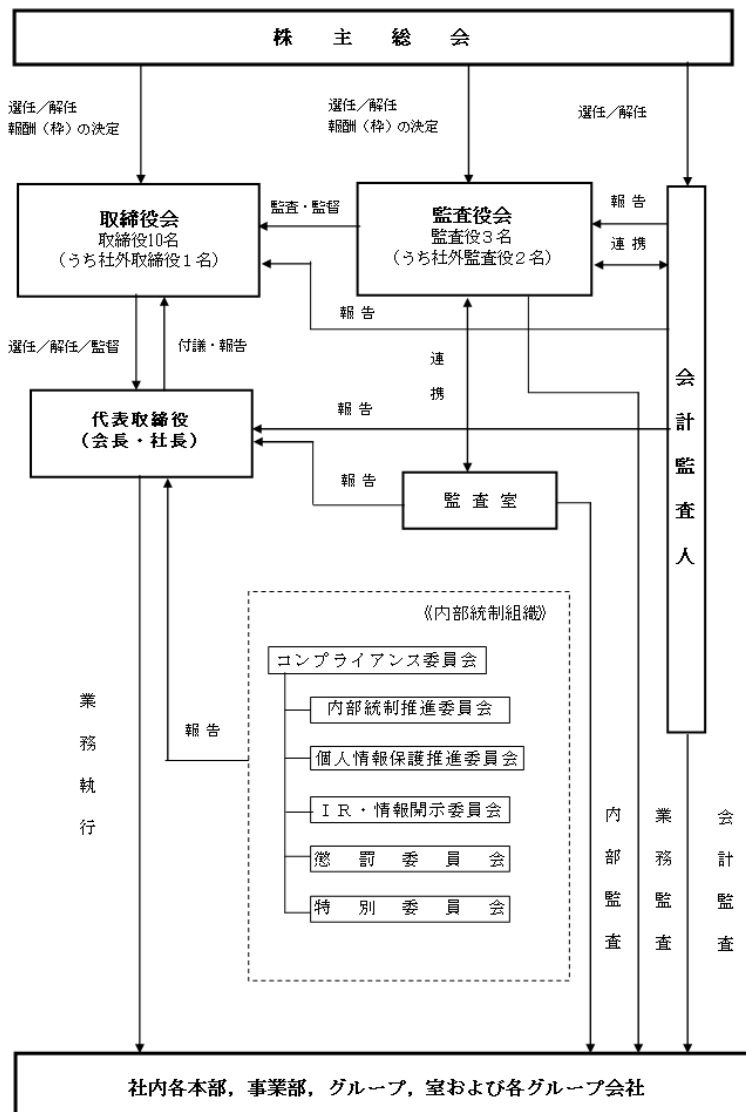 株主総会
選任／解任
報酬（枠）の決定
選任／解任
報酬（枠）の決定
選任／解任
取締役会
取締役10名
（うち社外取締役１名）
監査・監督
監査役会
監査役３名
（うち社外監査役２名）
報告
連携
報告
選任／解任／監督
付議・報告
連携
会計監査人
代表取締役
（会長・社長）
報告
報告
監査室
《内部統制組織》
コンプライアンス委員会
内部統制推進委員会
個人情報保護推進委員会
ＩＲ・情報開示委員会
懲罰委員会
特別委員会
報告
業務執行
内部監査
業務監査
会計監査
社内各本部，事業部，グループ，室および各グループ会社